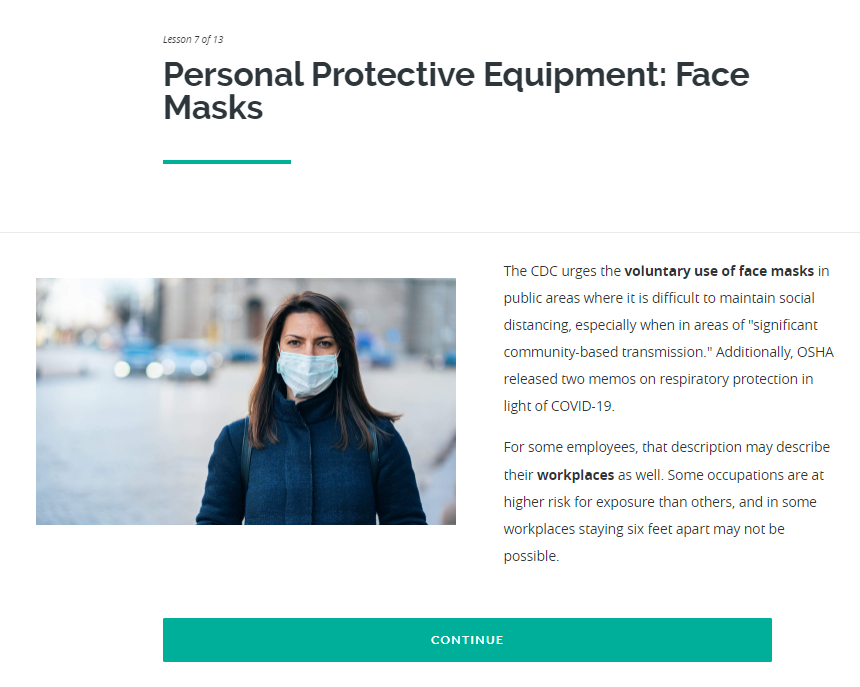 Lesson 7 of 13
Personal Protective Equipment: Face
Masks
The CDC urges the voluntary use of face masks in
public areas where it is difficult to maintain social
distancing, especially when in areas of "significant
community-based transmission." Additionally, OSHA
released two memos on respiratory protection in
light of COVID-19.
For some employees, that description may describe
their workplaces as well. Some occupations are at
higher risk for exposure than others, and in some
workplaces staying six feet apart may not be
possible.
CONTINUE